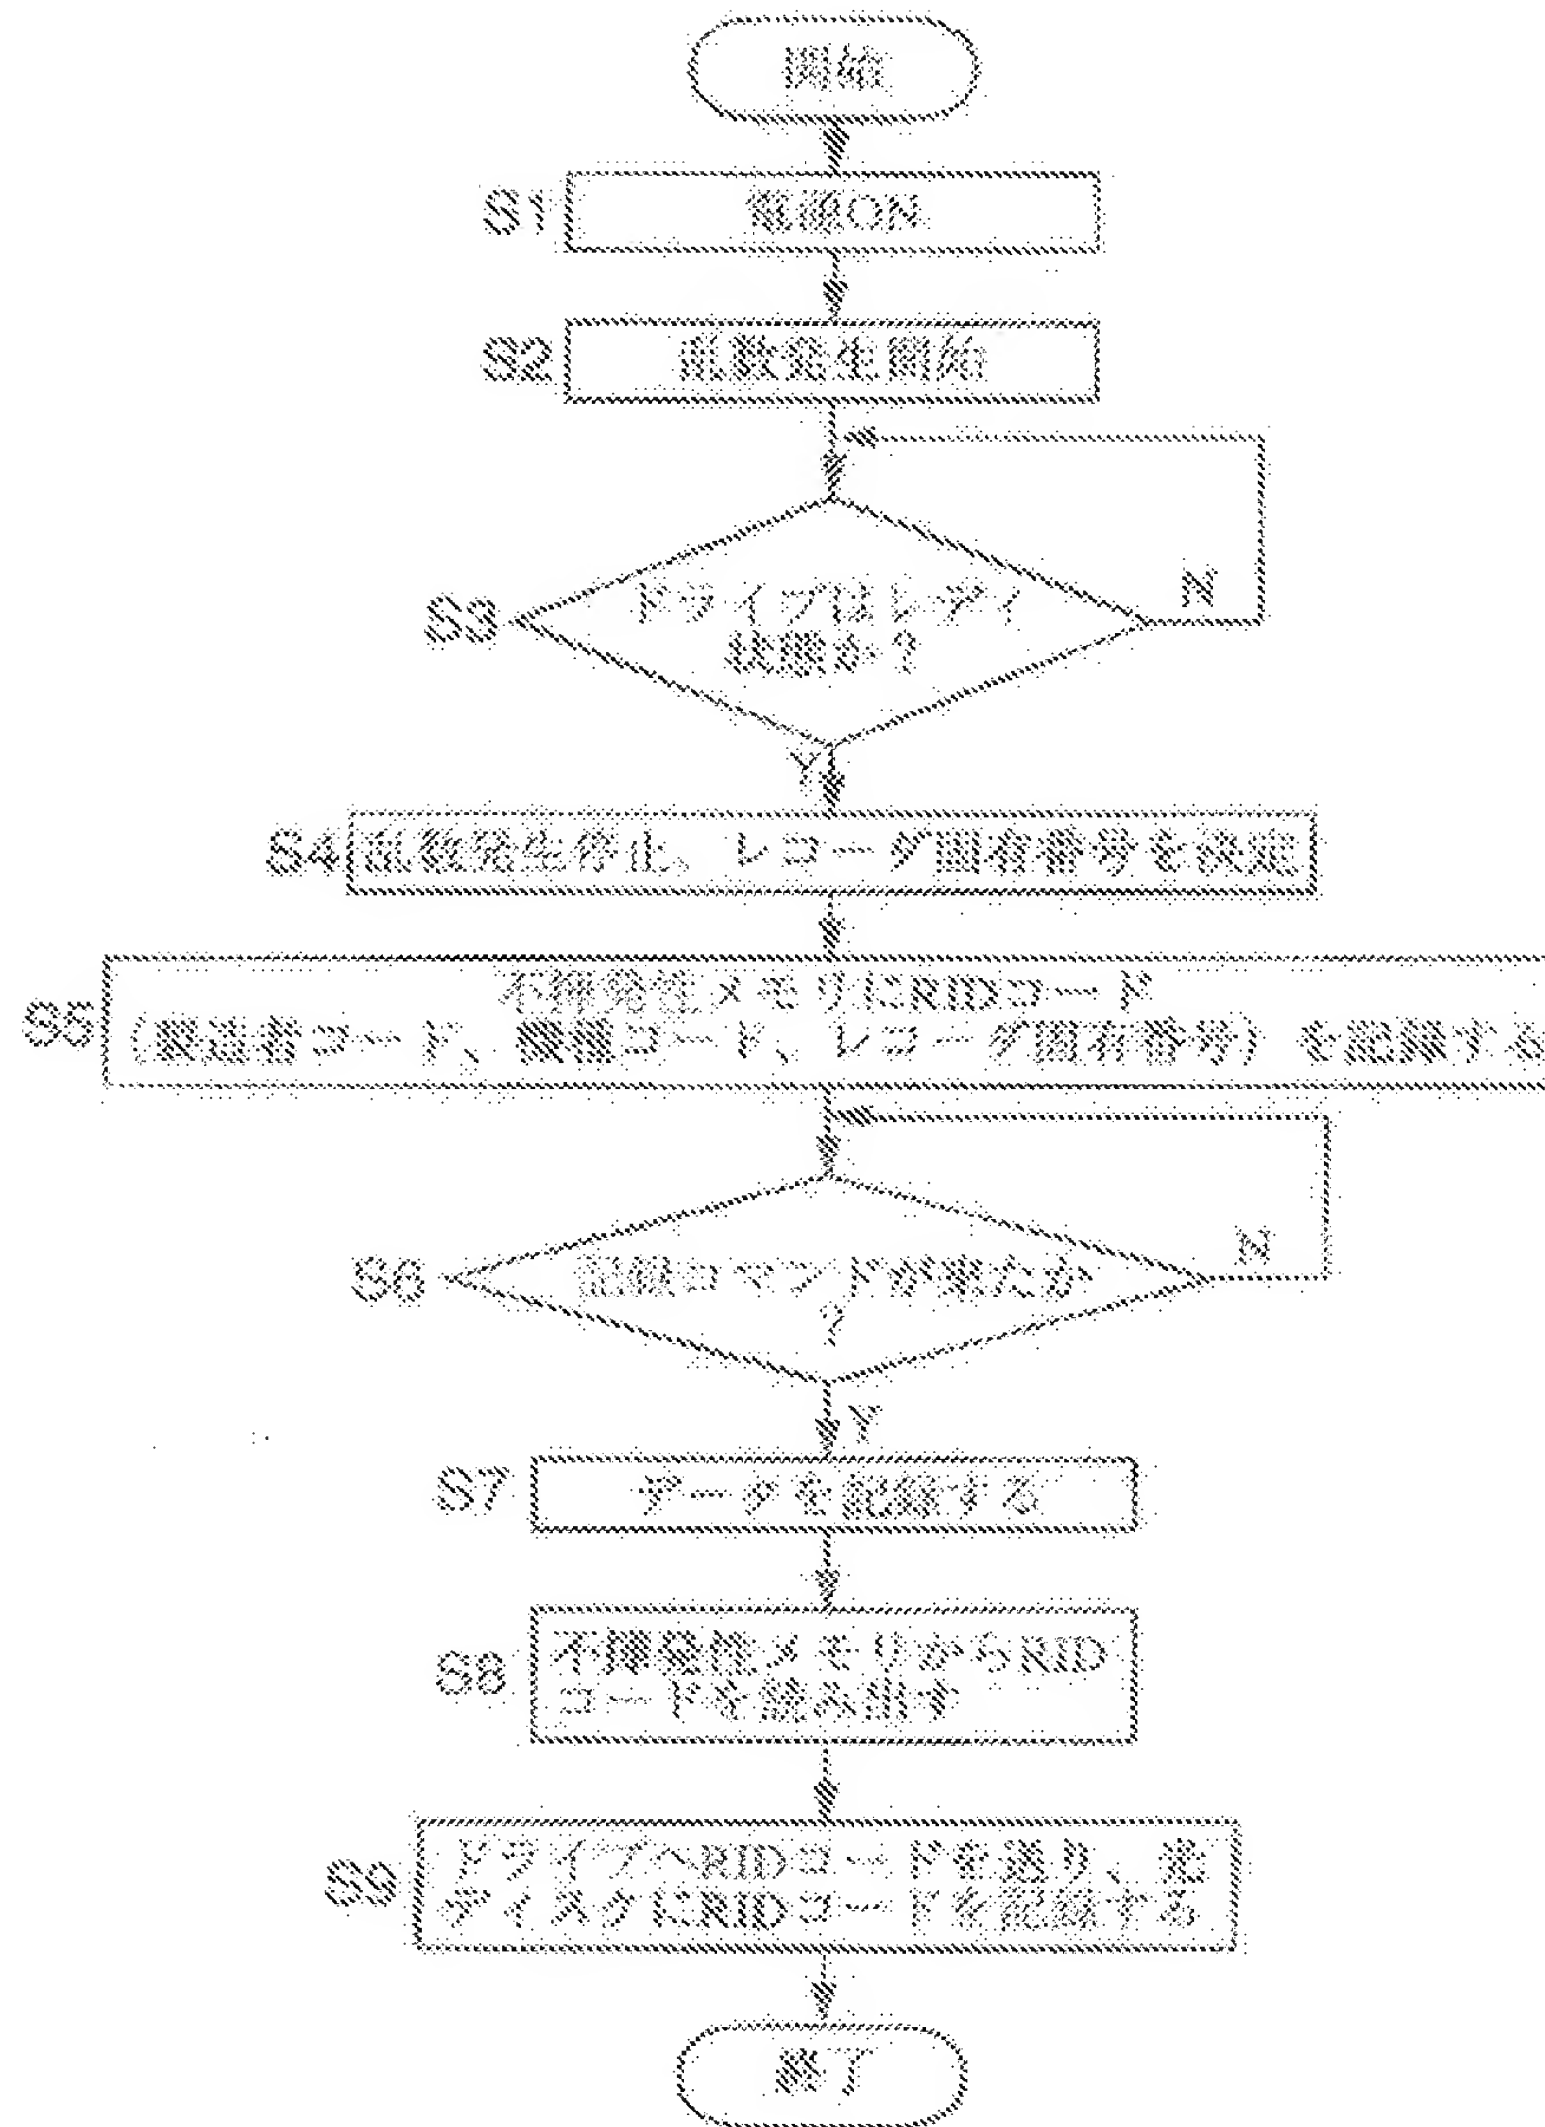 開始
S1 電源ON
S2 乱数発生開始
S3 ドライブはレディ
状態か?
N
Y
S4 乱数発生停止、レコーダ固有番号を決定
不揮発性メモリにRIDコード
S5 (製造者コード、機種コード、レコーダ固有番号) を記録する
N
S6 記録コマンドが来たか
?
Y
S7 データを記録する
不揮発性メモリからRID
S8 コードを読み出す
ドライブへRIDコードを送り、光
S9 ディスクにRIDコードを記録する
終了